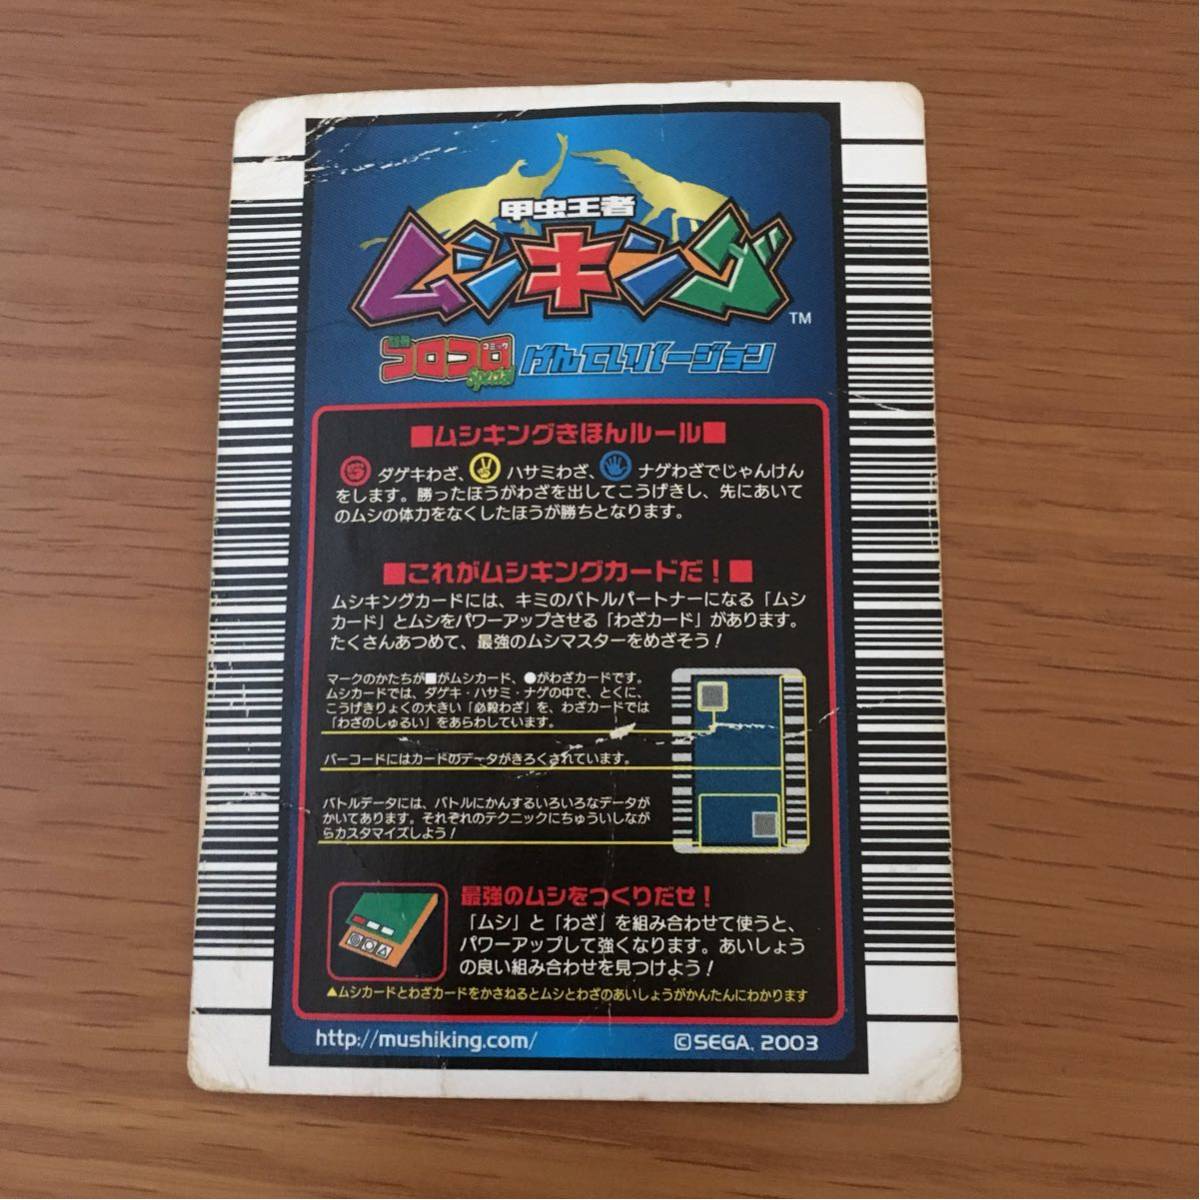 甲虫王者
ムシキング
TM
別冊コロコロコミックSpecial げんていバージョン
■ムシキングきほんルール■
ダゲキわざ、 ハサミわざ、 ナゲわざでじゃんけん
をします。勝ったほうがわざを出してこうげきし、先にあいて
のムシの体力をなくしたほうが勝ちとなります。
■これがムシキングカードだ！■
ムシキングカードには、キミのバトルパートナーになる「ムシ
カード」とムシをパワーアップさせる「わざカード」があります。
たくさんあつめて、最強のムシマスターをめざそう！
マークのかたちが■がムシカード、●がわざカードです。
ムシカードでは、ダゲキ・ハサミ・ナゲの中で、とくに、
こうげきりょくの大きい「必殺わざ」を、わざカードでは
「わざのしゅるい」をあらわしています。
バーコードにはカードのデータがきろくされています。
バトルデータには、バトルにかんするいろいろなデータが
かいてあります。それぞれのテクニックにちゅういしなが
らカスタマイズしよう！
最強のムシをつくりだせ！
「ムシ」と「わざ」を組み合わせて使うと、
パワーアップして強くなります。あいしょう
の良い組み合わせを見つけよう！
▲ムシカードとわざカードをかさねるとムシとわざのあいしょうがかんたんにわかります
http://mushiking.com/
©SEGA, 2003